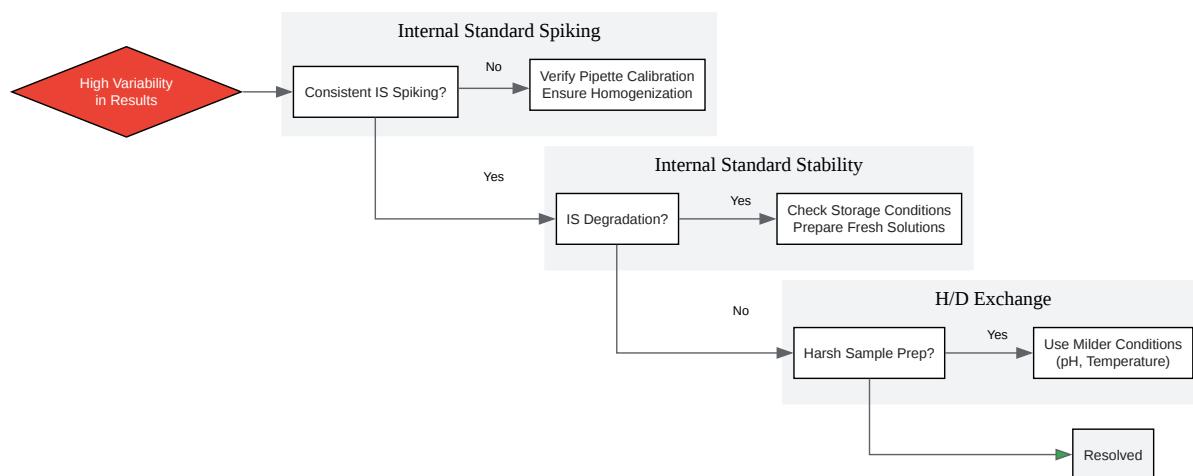 Internal Standard Spiking
High Variability
in Results
Consistent IS Spiking?
No
Verify Pipette Calibration
Ensure Homogenization
Yes
Internal Standard Stability
IS Degradation?
Yes
Check Storage Conditions
Prepare Fresh Solutions
No
H/D Exchange
Harsh Sample Prep?
Yes
Use Milder Conditions
(pH, Temperature)
Resolved